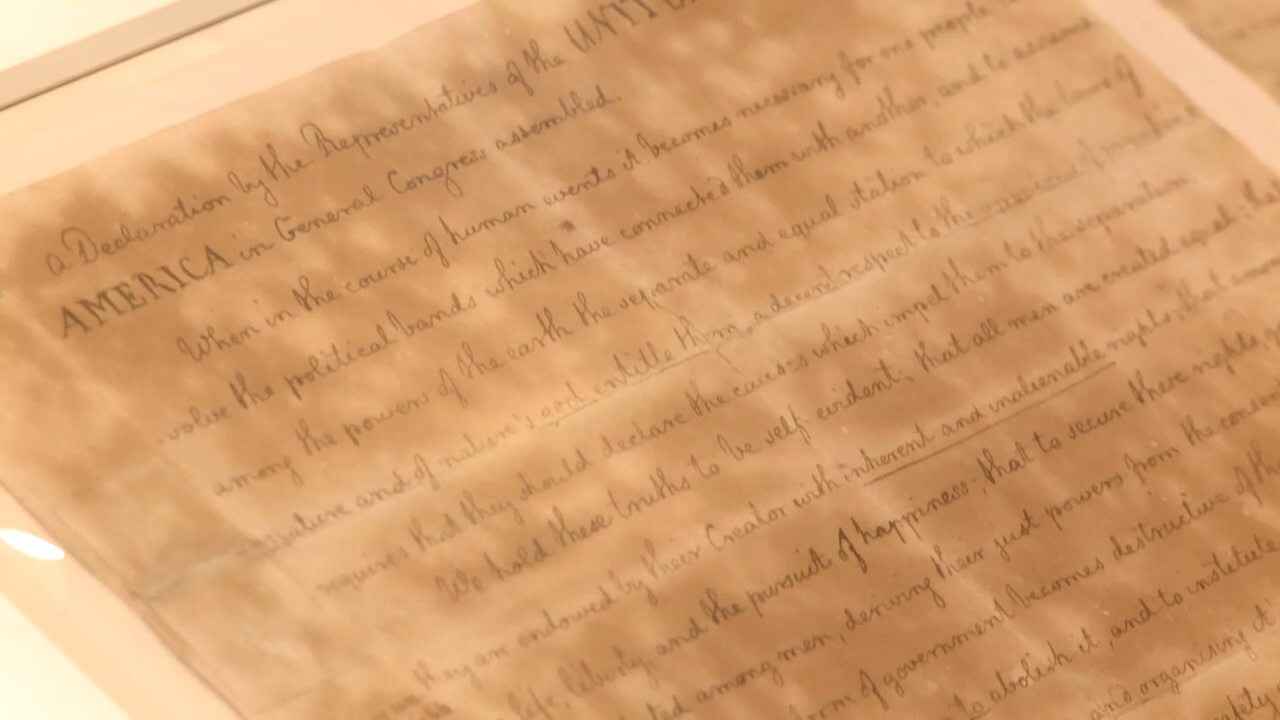 a Declaration by the Representatives of the UNITED
AMERICA in General Congress assembled.
When in the course of human events it becomes necessary for one people
-solve the political bands which have connected them with another, and to assume
among the powers of the earth the separate and equal station to which the laws of
nature and of nature's god entitle them, a decent respect to the opinions of
requires that they should declare the causes which impel them to the separation
We hold these truths to be self-evident; that all men are created equal; that
they are endowed by their Creator with inherent and inalienable rights; that among
life, liberty, and the pursuit of happiness; that to secure these rights,
among men, deriving their just powers from the consent
form of government becomes destructive of
to abolish it, and to institute
and organising it